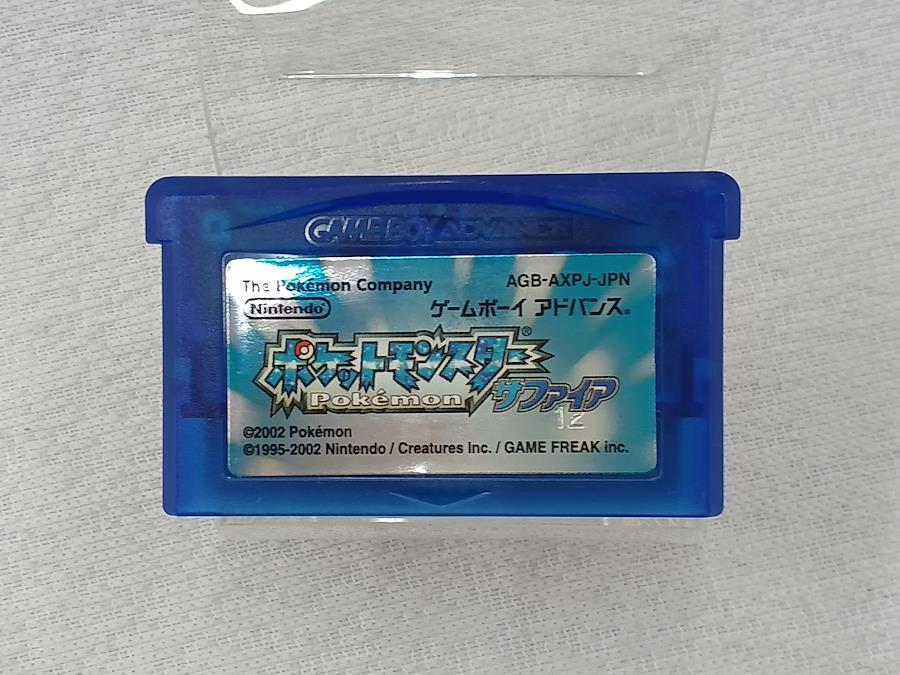 GAME BOY ADVANCE
The Pokémon Company
AGB-AXPJ-JPN
Nintendo®
ゲームボーイ アドバンス®
ポケットモンスター®
Pokémon
サファイア
12
©2002 Pokémon
©1995-2002 Nintendo / Creatures Inc. / GAME FREAK inc.